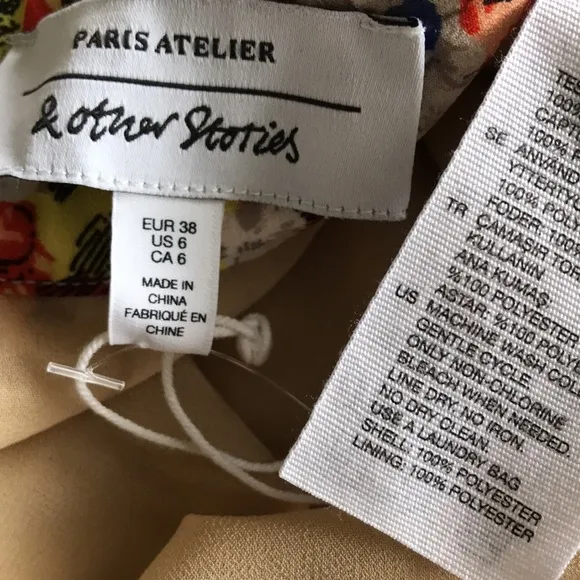 PARIS ATELIER
& other Stories
EUR 38
US 6
CA 6
MADE IN
CHINA
FABRIQUÉ EN
CHINE
100%
100% 
SE ANVÄND
YTTERTY
100% POLY
FODER: 100%
TR ÇAMAŞIR TOR
KULLANIN
ANA KUMAŞ:
%100 POLYESTER
ASTAR: %100 POLYE
US MACHINE WASH COL
GENTLE CYCLE
ONLY NON-CHLORINE
BLEACH WHEN NEEDED.
LINE DRY. NO IRON.
NO DRY CLEAN.
USE A LAUNDRY BAG
SHELL: 100% POLYESTER
LINING: 100% POLYESTER